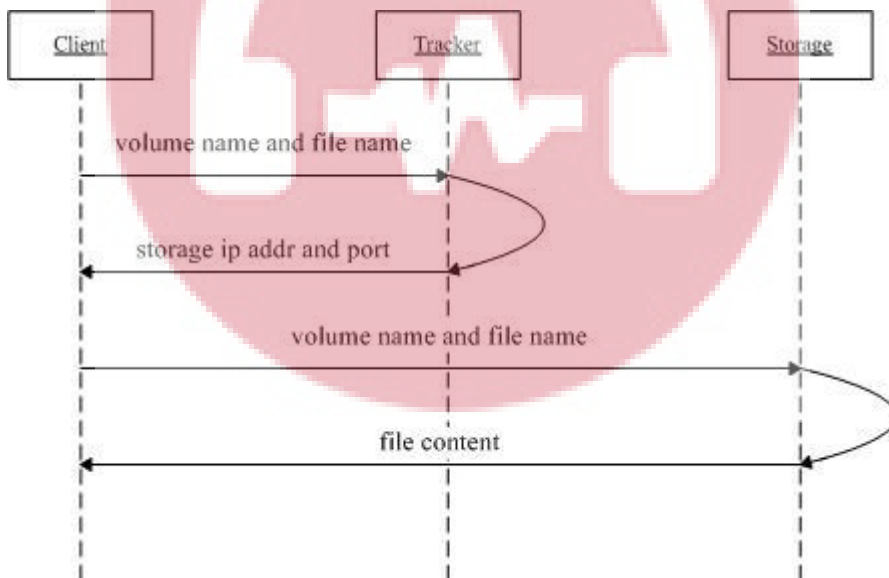 Client
Tracker
Storage
volume name and file name
storage ip addr and port
volume name and file name
file content